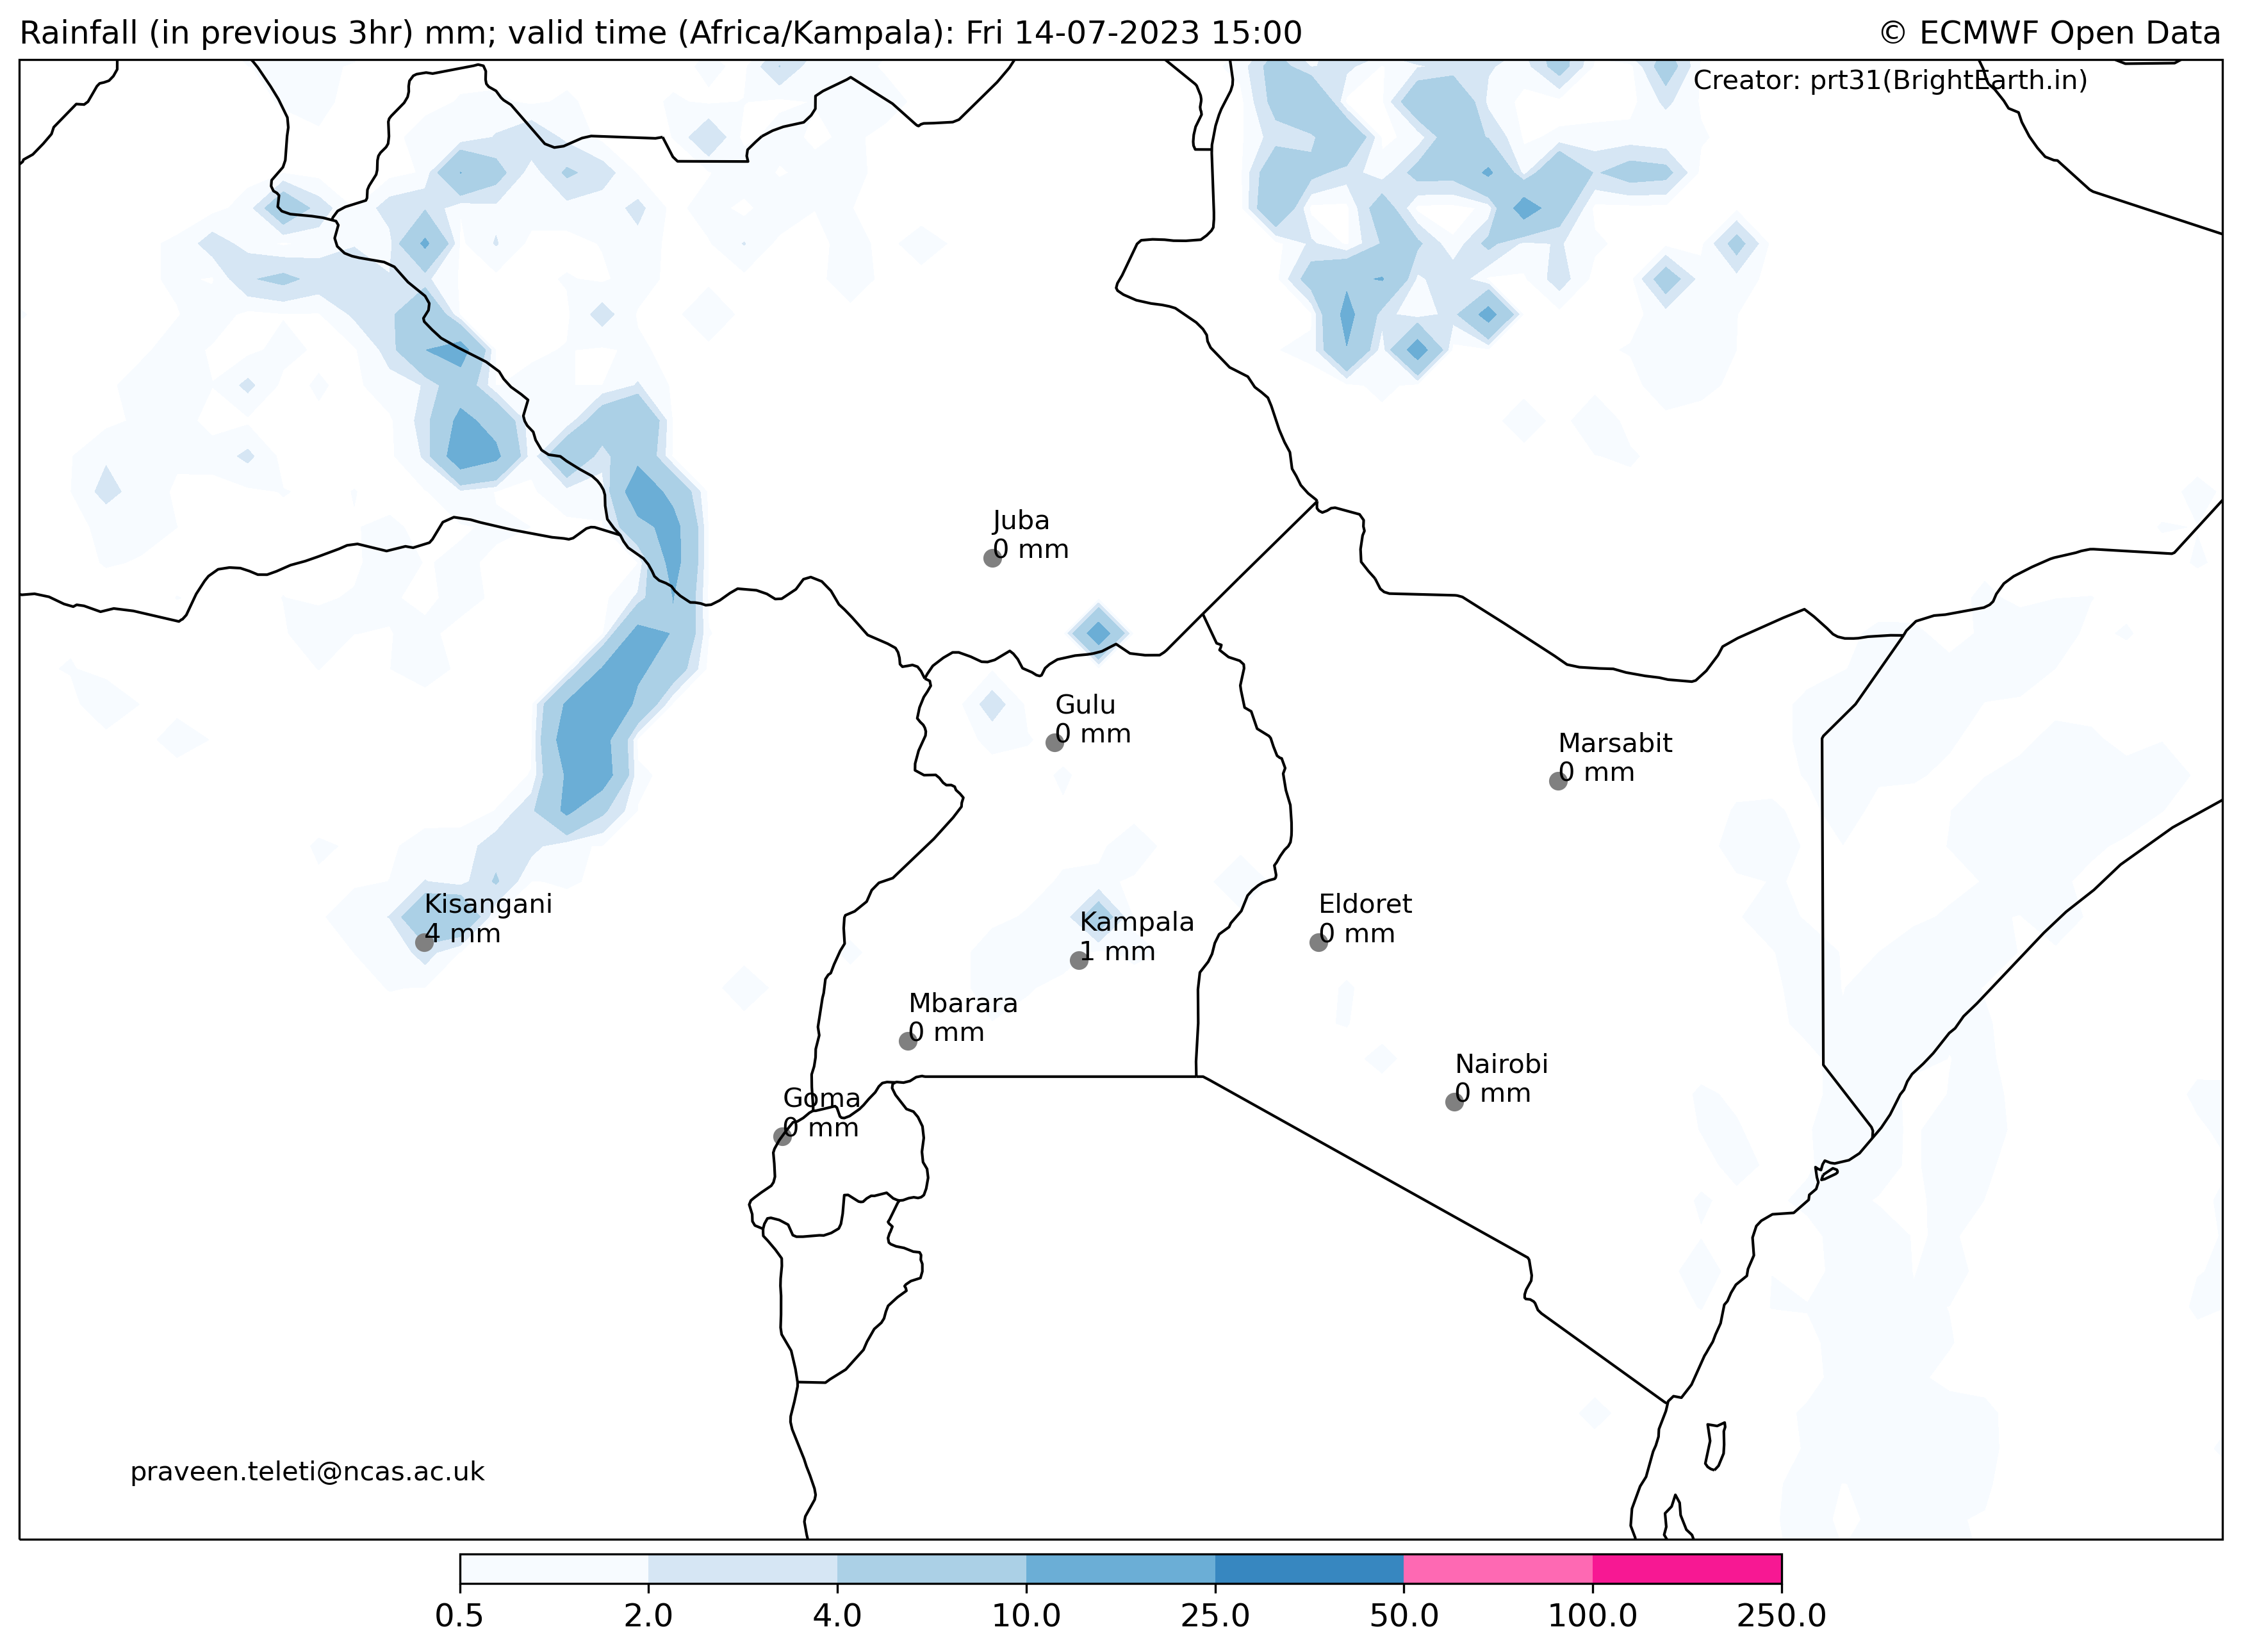 Rainfall (in previous 3hr) mm; valid time (Africa/Kampala): Fri 14-07-2023 15:00
© ECMWF Open Data
Creator: prt31(BrightEarth.in)
Juba
0 mm
Gulu
0 mm
Marsabit
0 mm
Kisangani
4 mm
Kampala
1 mm
Eldoret
0 mm
Mbarara
0 mm
Nairobi
0 mm
Goma
0 mm
praveen.teleti@ncas.ac.uk
0.5 2.0 4.0 10.0 25.0 50.0 100.0 250.0